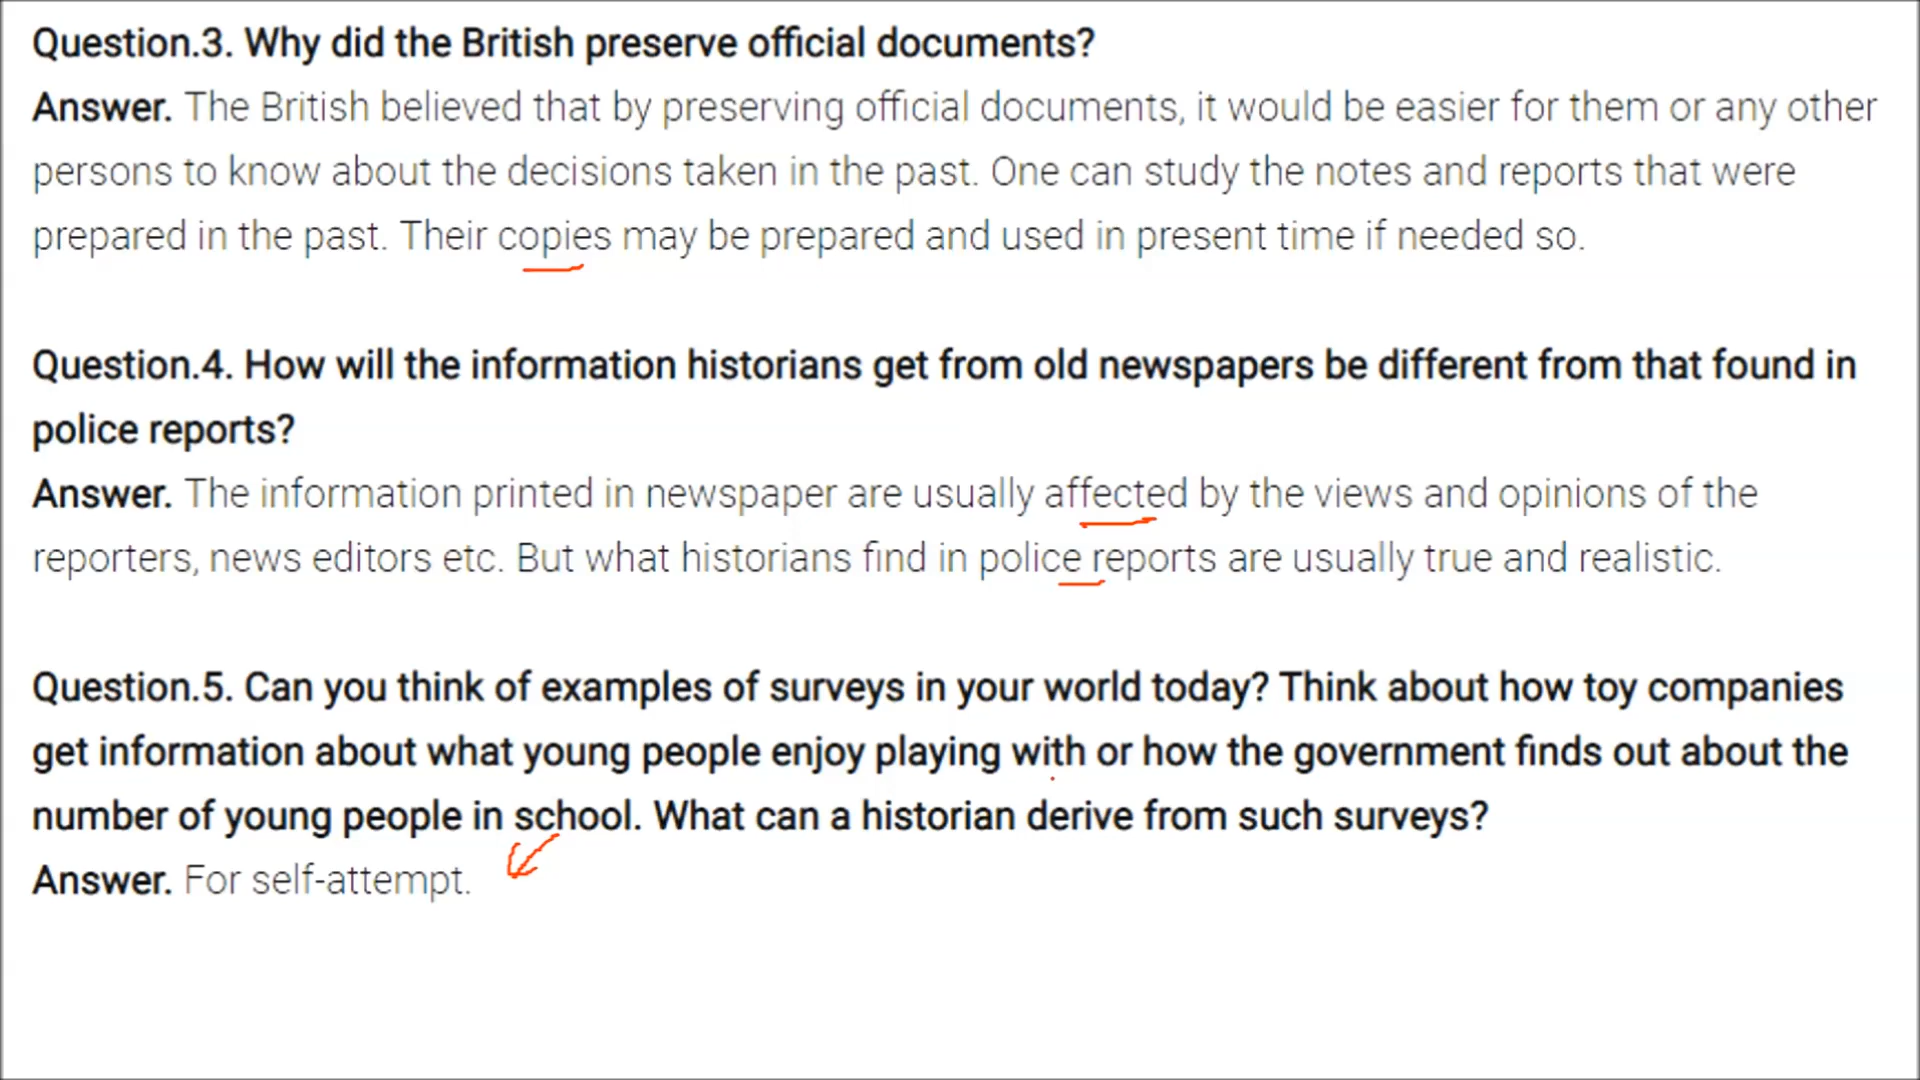 Question.3. Why did the British preserve official documents?
Answer. The British believed that by preserving official documents, it would be easier for them or any other
persons to know about the decisions taken in the past. One can study the notes and reports that were
prepared in the past. Their copies may be prepared and used in present time if needed so.
Question.4. How will the information historians get from old newspapers be different from that found in
police reports?
Answer. The information printed in newspaper are usually affected by the views and opinions of the
reporters, news editors etc. But what historians find in police reports are usually true and realistic.
Question.5. Can you think of examples of surveys in your world today? Think about how toy companies
get information about what young people enjoy playing with or how the government finds out about the
number of young people in school. What can a historian derive from such surveys?
Answer. For self-attempt.